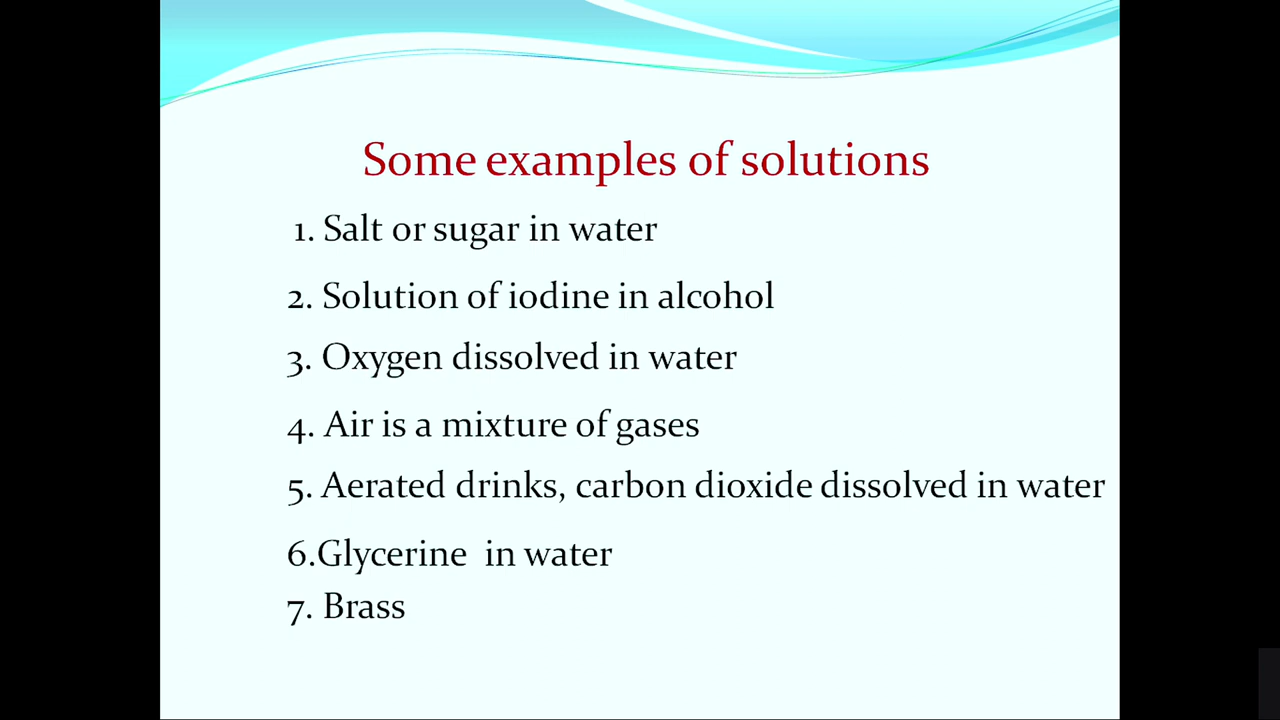 Some examples of solutions
1. Salt or sugar in water
2. Solution of iodine in alcohol
3. Oxygen dissolved in water
4. Air is a mixture of gases
5. Aerated drinks, carbon dioxide dissolved in water
6.Glycerine  in water
7. Brass